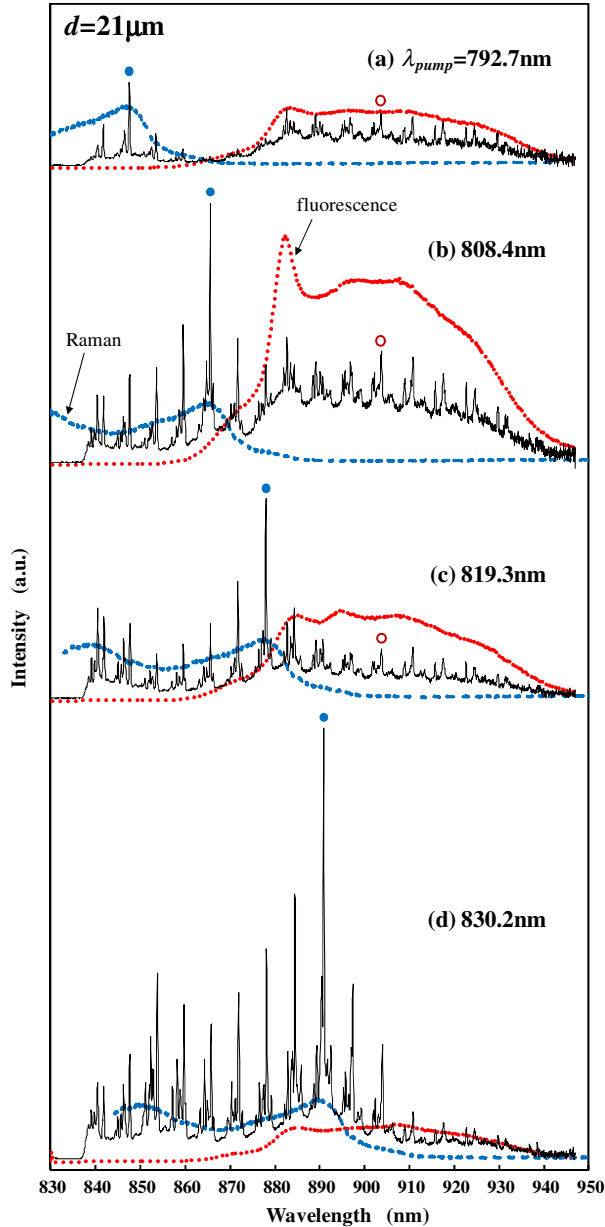 d=21μm
(a) λpump=792.7nm
fluorescence
(b) 808.4nm
Raman
(c) 819.3nm
(d) 830.2nm
Intensity (a.u.)
830 840 850 860 870 880 890 900 910 920 930 940 950
Wavelength (nm)